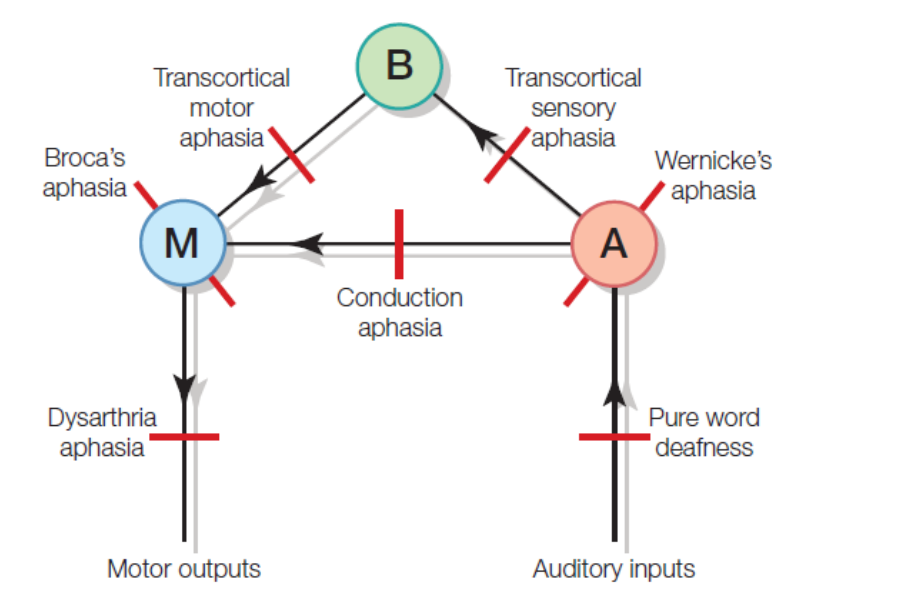 B
Transcortical
motor
aphasia
Transcortical
sensory
aphasia
Broca's
aphasia
Wernicke's
aphasia
M
A
Conduction
aphasia
Dysarthria
aphasia
Pure word
deafness
Motor outputs
Auditory inputs